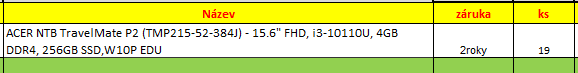 Název záruka ks
ACER NTB TravelMate P2 (TMP215-52-384J) - 15.6" FHD, i3-10110U, 4GB
DDR4, 256GB SSD,W10P EDU 2roky 19